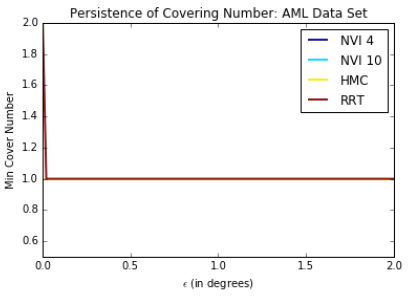 Persistence of Covering Number: AML Data Set
2.0
1.8
1.6
1.4
1.2
1.0
0.8
0.6
Min Cover Number
NVI 4
NVI 10
HMC
RRT
0.0 0.5 1.0 1.5 2.0
ϵ (in degrees)